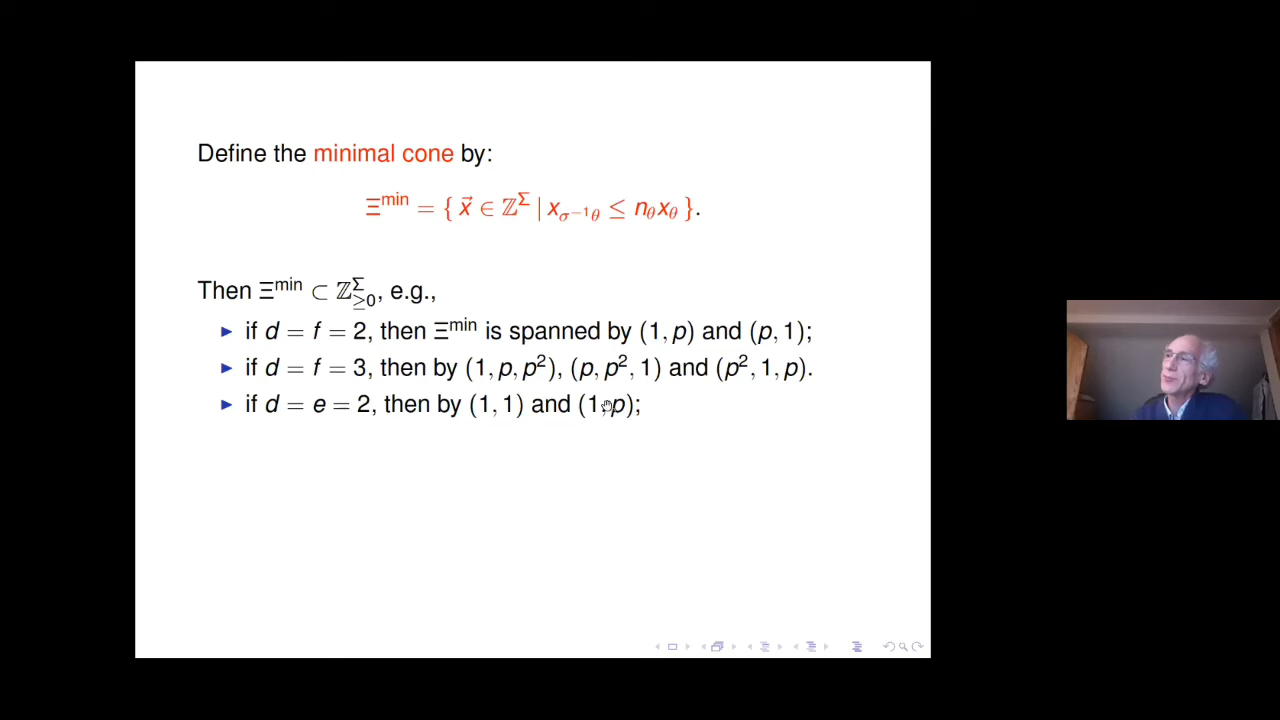 Define the minimal cone by:
Ξ^min = { x⃗ ∈ ℤ^Σ | x_{σ⁻¹θ} ≤ n_θ x_θ }.
Then Ξ^min ⊂ ℤ^Σ_{≥0}, e.g.,
▶ if d = f = 2, then Ξ^min is spanned by (1, p) and (p, 1);
▶ if d = f = 3, then by (1, p, p²), (p, p², 1) and (p², 1, p).
▶ if d = e = 2, then by (1, 1) and (1, p);